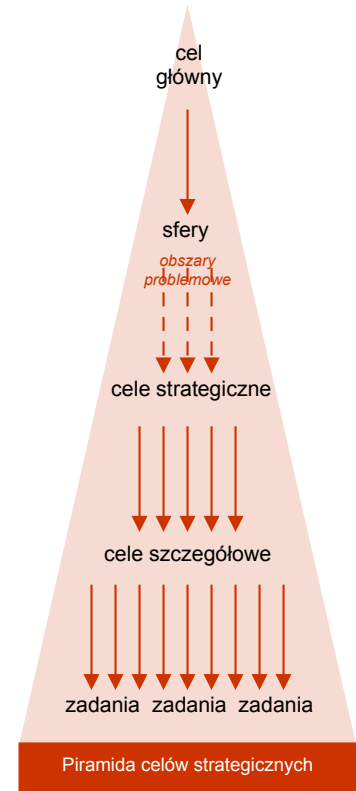 cel
główny
sfery
obszary
problemowe
cele strategiczne
cele szczegółowe
zadania zadania zadania
Piramida celów strategicznych